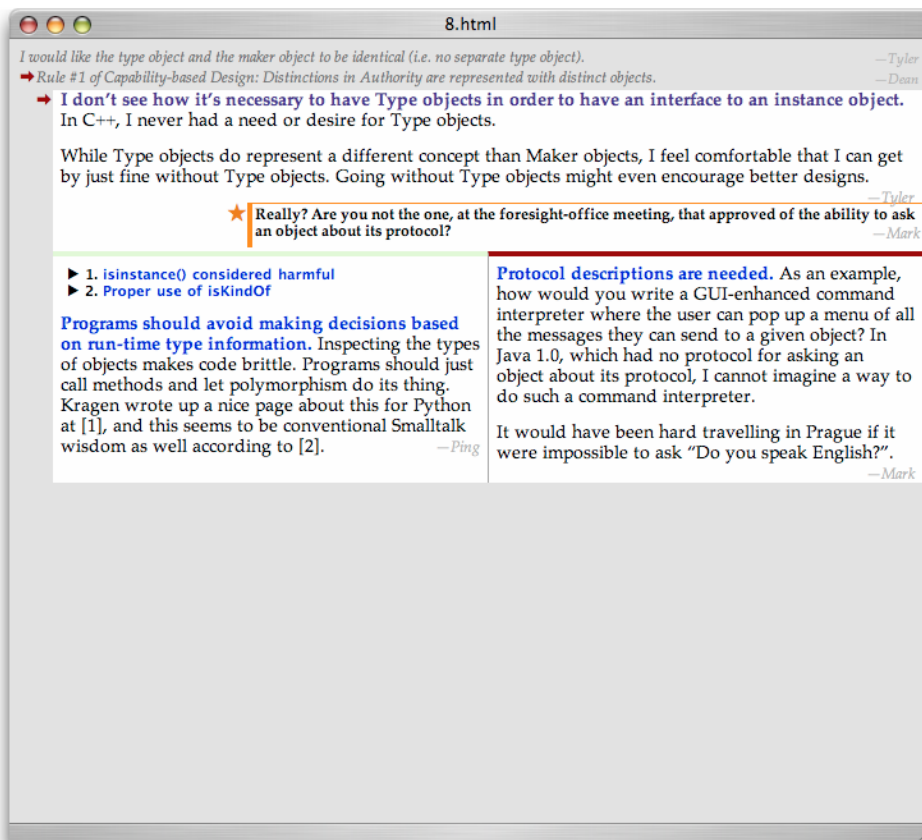 8.html
I would like the type object and the maker object to be identical (i.e. no separate type object).
—Tyler
Rule #1 of Capability-based Design: Distinctions in Authority are represented with distinct objects.
—Dean
I don't see how it's necessary to have Type objects in order to have an interface to an instance object.
In C++, I never had a need or desire for Type objects.
While Type objects do represent a different concept than Maker objects, I feel comfortable that I can get
by just fine without Type objects. Going without Type objects might even encourage better designs.
—Tyler
Really? Are you not the one, at the foresight-office meeting, that approved of the ability to ask
an object about its protocol?
—Mark
1. isinstance() considered harmful
2. Proper use of isKindOf
Programs should avoid making decisions based
on run-time type information. Inspecting the types
of objects makes code brittle. Programs should just
call methods and let polymorphism do its thing.
Kragen wrote up a nice page about this for Python
at [1], and this seems to be conventional Smalltalk
wisdom as well according to [2].
—Ping
Protocol descriptions are needed. As an example,
how would you write a GUI-enhanced command
interpreter where the user can pop up a menu of all
the messages they can send to a given object? In
Java 1.0, which had no protocol for asking an
object about its protocol, I cannot imagine a way to
do such a command interpreter.
It would have been hard travelling in Prague if it
were impossible to ask “Do you speak English?”.
—Mark